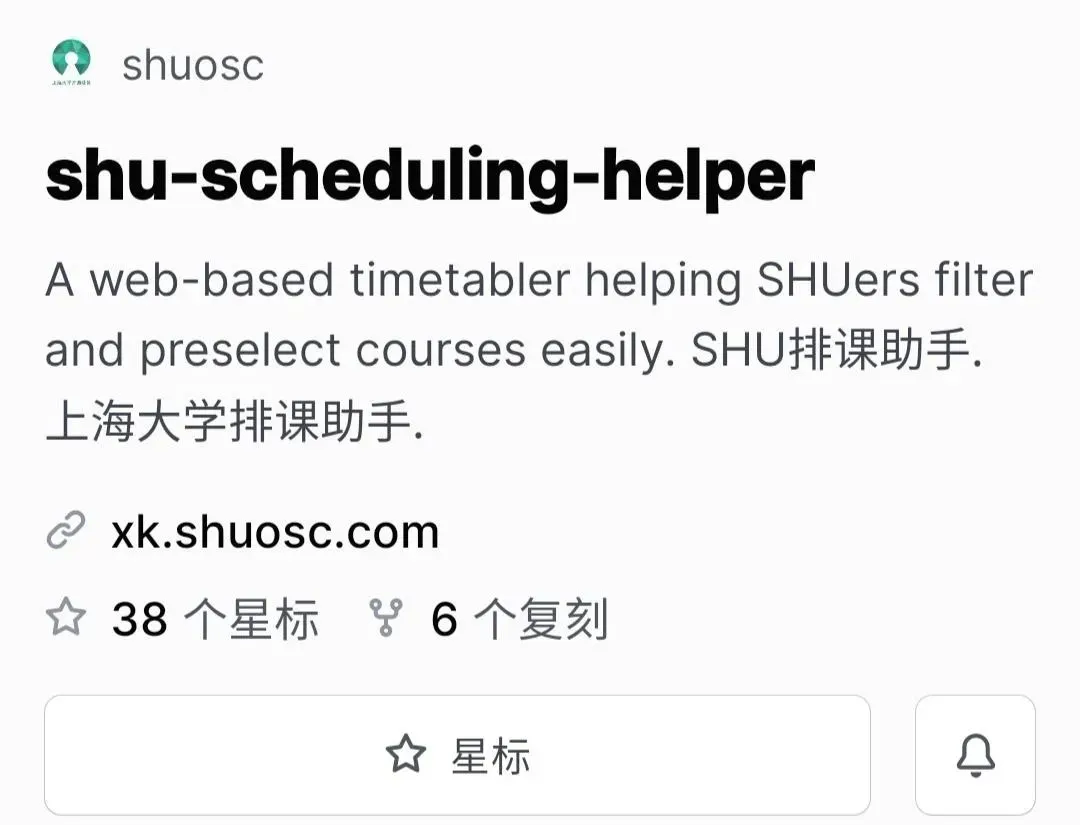 shuosc
shu-scheduling-helper
A web-based timetabler helping SHUers filter
and preselect courses easily. SHU排课助手.
上海大学排课助手.
xk.shuosc.com
38 个星标 6 个复刻
星标